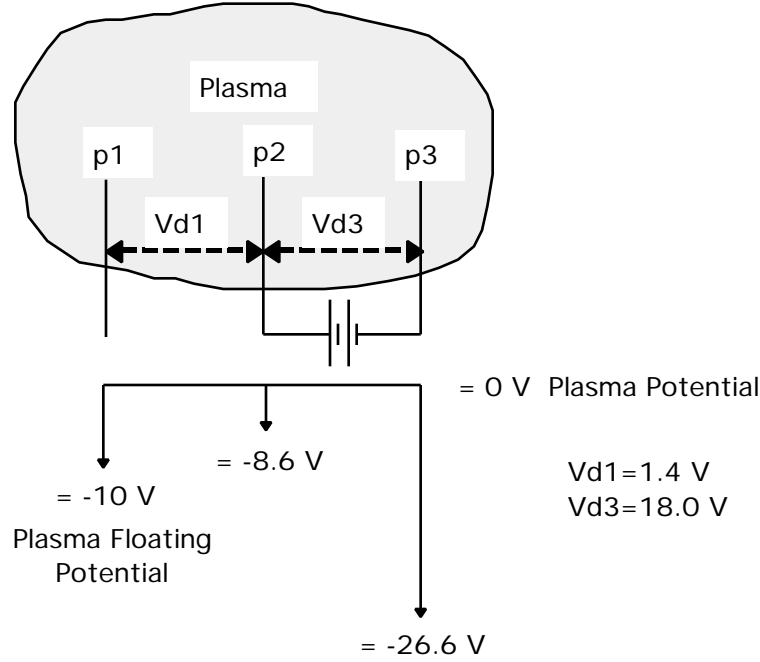 Plasma
p1
p2
p3
Vd1
Vd3
= 0 V Plasma Potential
= -8.6 V
= -10 V
Plasma Floating
Potential
Vd1=1.4 V
Vd3=18.0 V
= -26.6 V